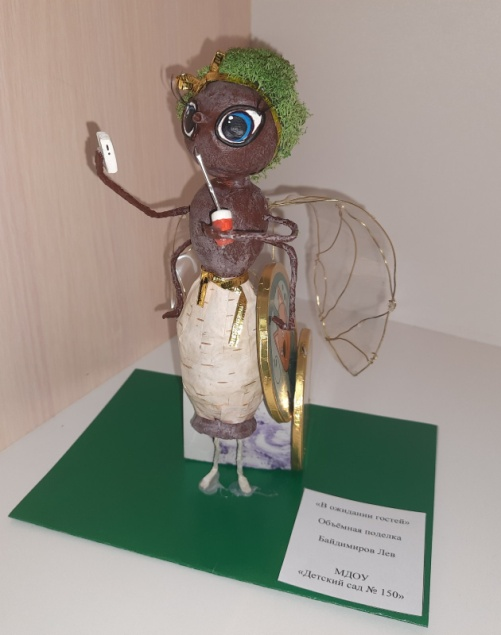 «В ожидании гостей»
Объёмная поделка
Байдимиров Лев
МДОУ
«Детский сад № 150»